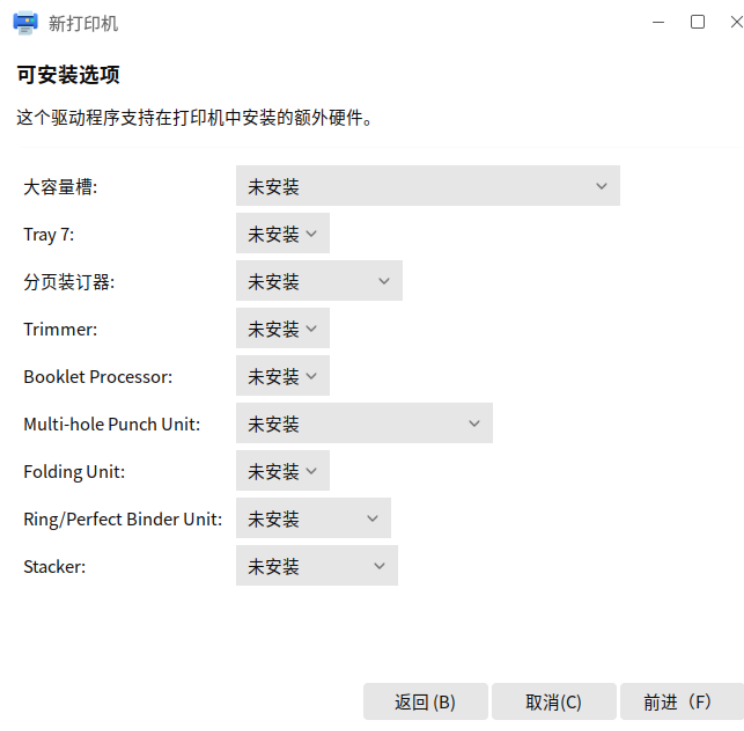 新打印机
可安装选项
这个驱动程序支持在打印机中安装的额外硬件。
大容量槽: 未安装
Tray 7: 未安装
分页装订器: 未安装
Trimmer: 未安装
Booklet Processor: 未安装
Multi-hole Punch Unit: 未安装
Folding Unit: 未安装
Ring/Perfect Binder Unit: 未安装
Stacker: 未安装
返回 (B) 取消(C) 前进（F）